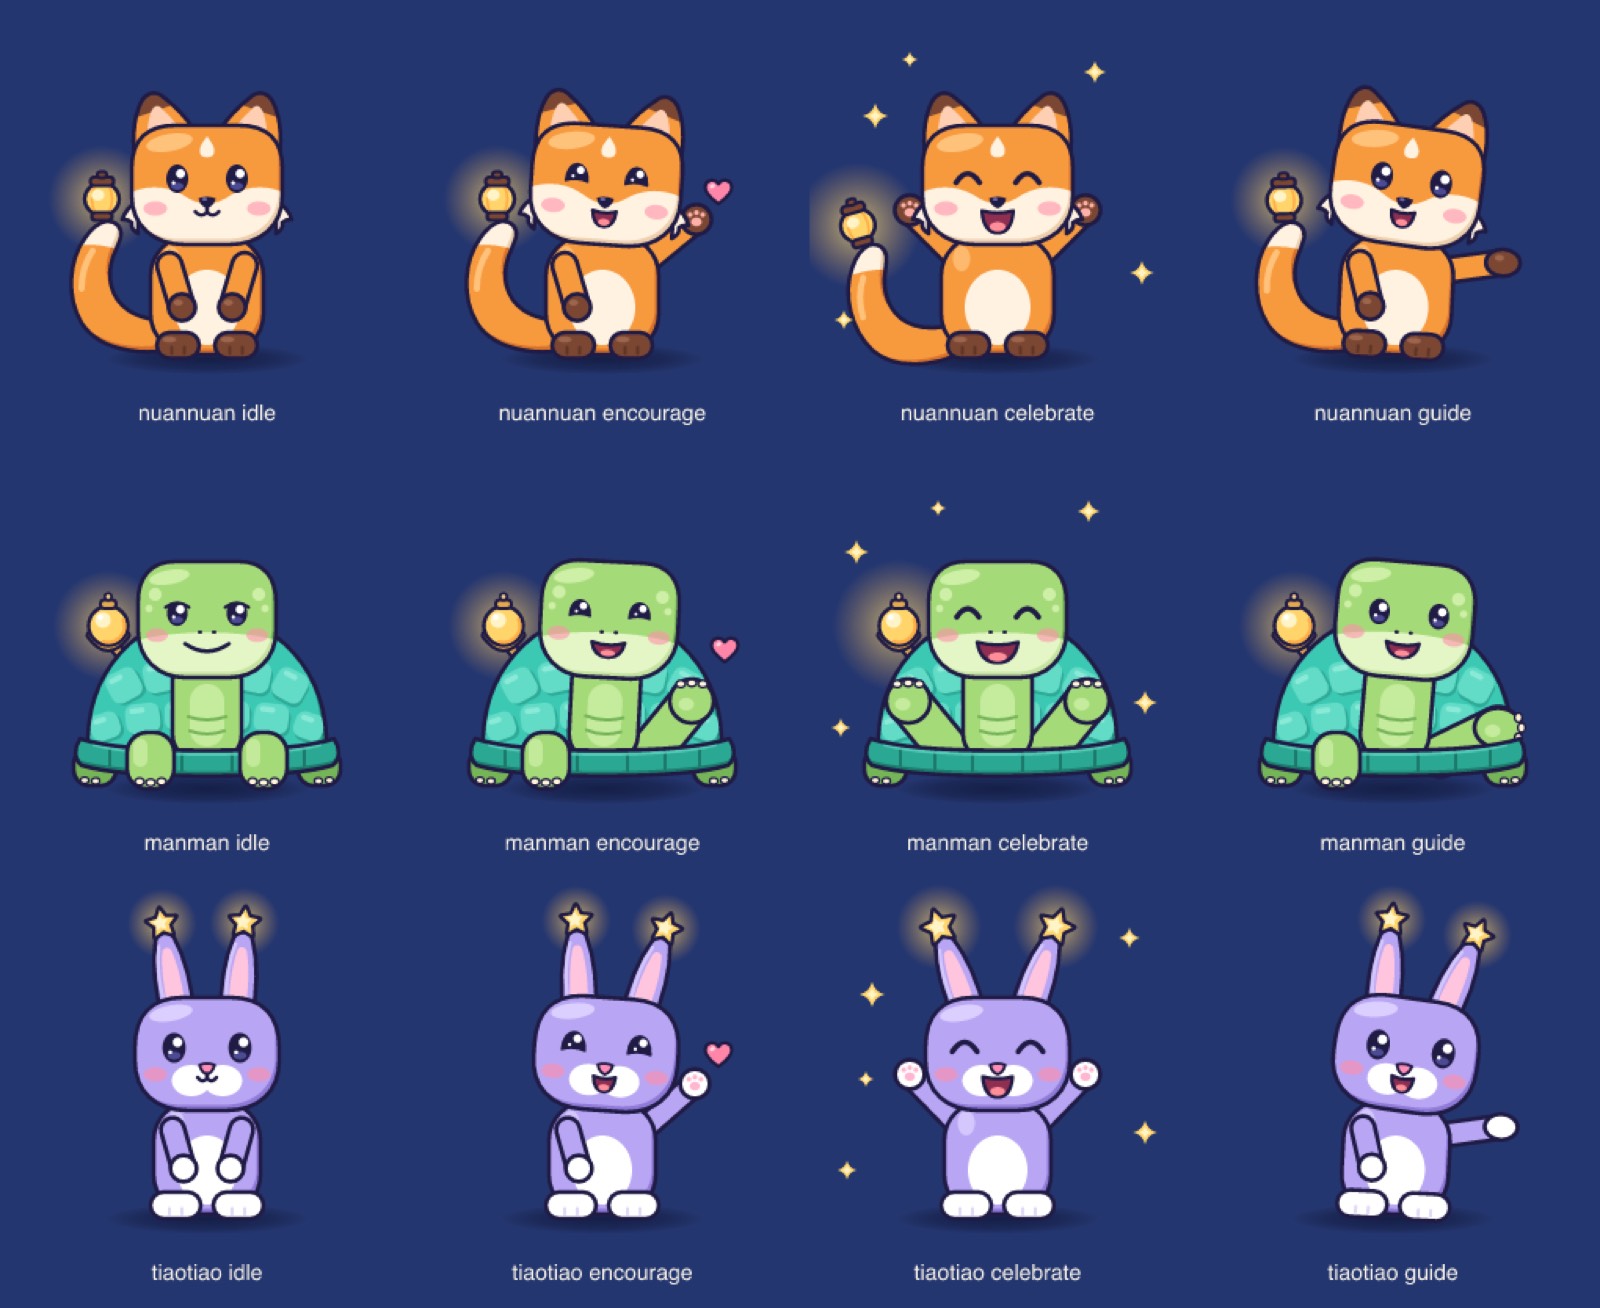 nuannuan idle
nuannuan encourage
nuannuan celebrate
nuannuan guide
manman idle
manman encourage
manman celebrate
manman guide
tiaotiao idle
tiaotiao encourage
tiaotiao celebrate
tiaotiao guide